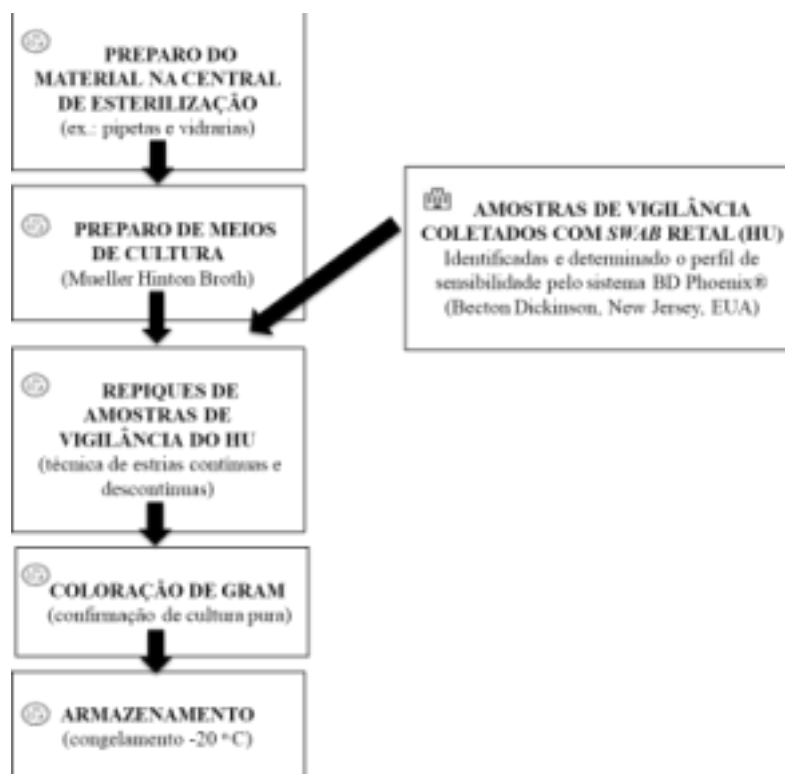 PREPARO DO
MATERIAL NA CENTRAL
DE ESTERILIZAÇÃO
(ex.: pipetas e vidrarias)
PREPARO DE MEIOS
DE CULTURA
(Mueller Hinton Broth)
AMOSTRAS DE VIGILÂNCIA
COLETADOS COM SWAB RETAL (HU)
Identificadas e determinado o perfil de
sensibilidade pelo sistema BD Phoenix®
(Becton Dickinson, New Jersey, EUA)
REPIQUES DE
AMOSTRAS DE
VIGILÂNCIA DO HU
(técnica de estrias contínuas e
descontínuas)
COLORAÇÃO DE GRAM
(confirmação de cultura pura)
ARMAZENAMENTO
(congelamento -20 °C)